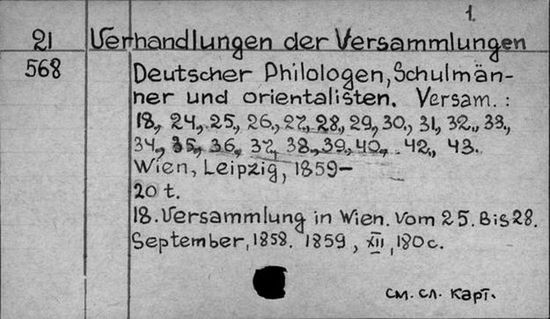 1.
21 Verhandlungen der Versammlungen
568 Deutscher Philologen, Schulmän-
ner und orientalisten. Versam.:
18, 24, 25, 26, 27, 28, 29, 30, 31, 32, 33,
34, 35, 36, 37, 38, 39, 40, 42, 43.
Wien, Leipzig, 1859-
20 t.
18. Versammlung in Wien. Vom 25. Bis 28.
September, 1858. 1859, XII, 180 c.
см. сл. карт.